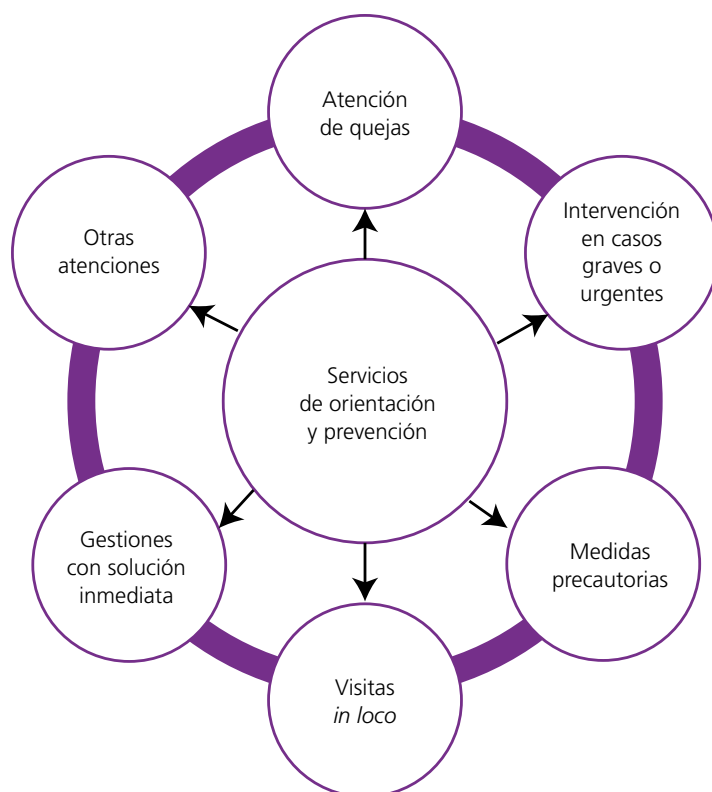 Atención
de quejas
Intervención
en casos
graves o
urgentes
Otras
atenciones
Servicios
de orientación
y prevención
Gestiones
con solución
inmediata
Medidas
precautorias
Visitas
in loco